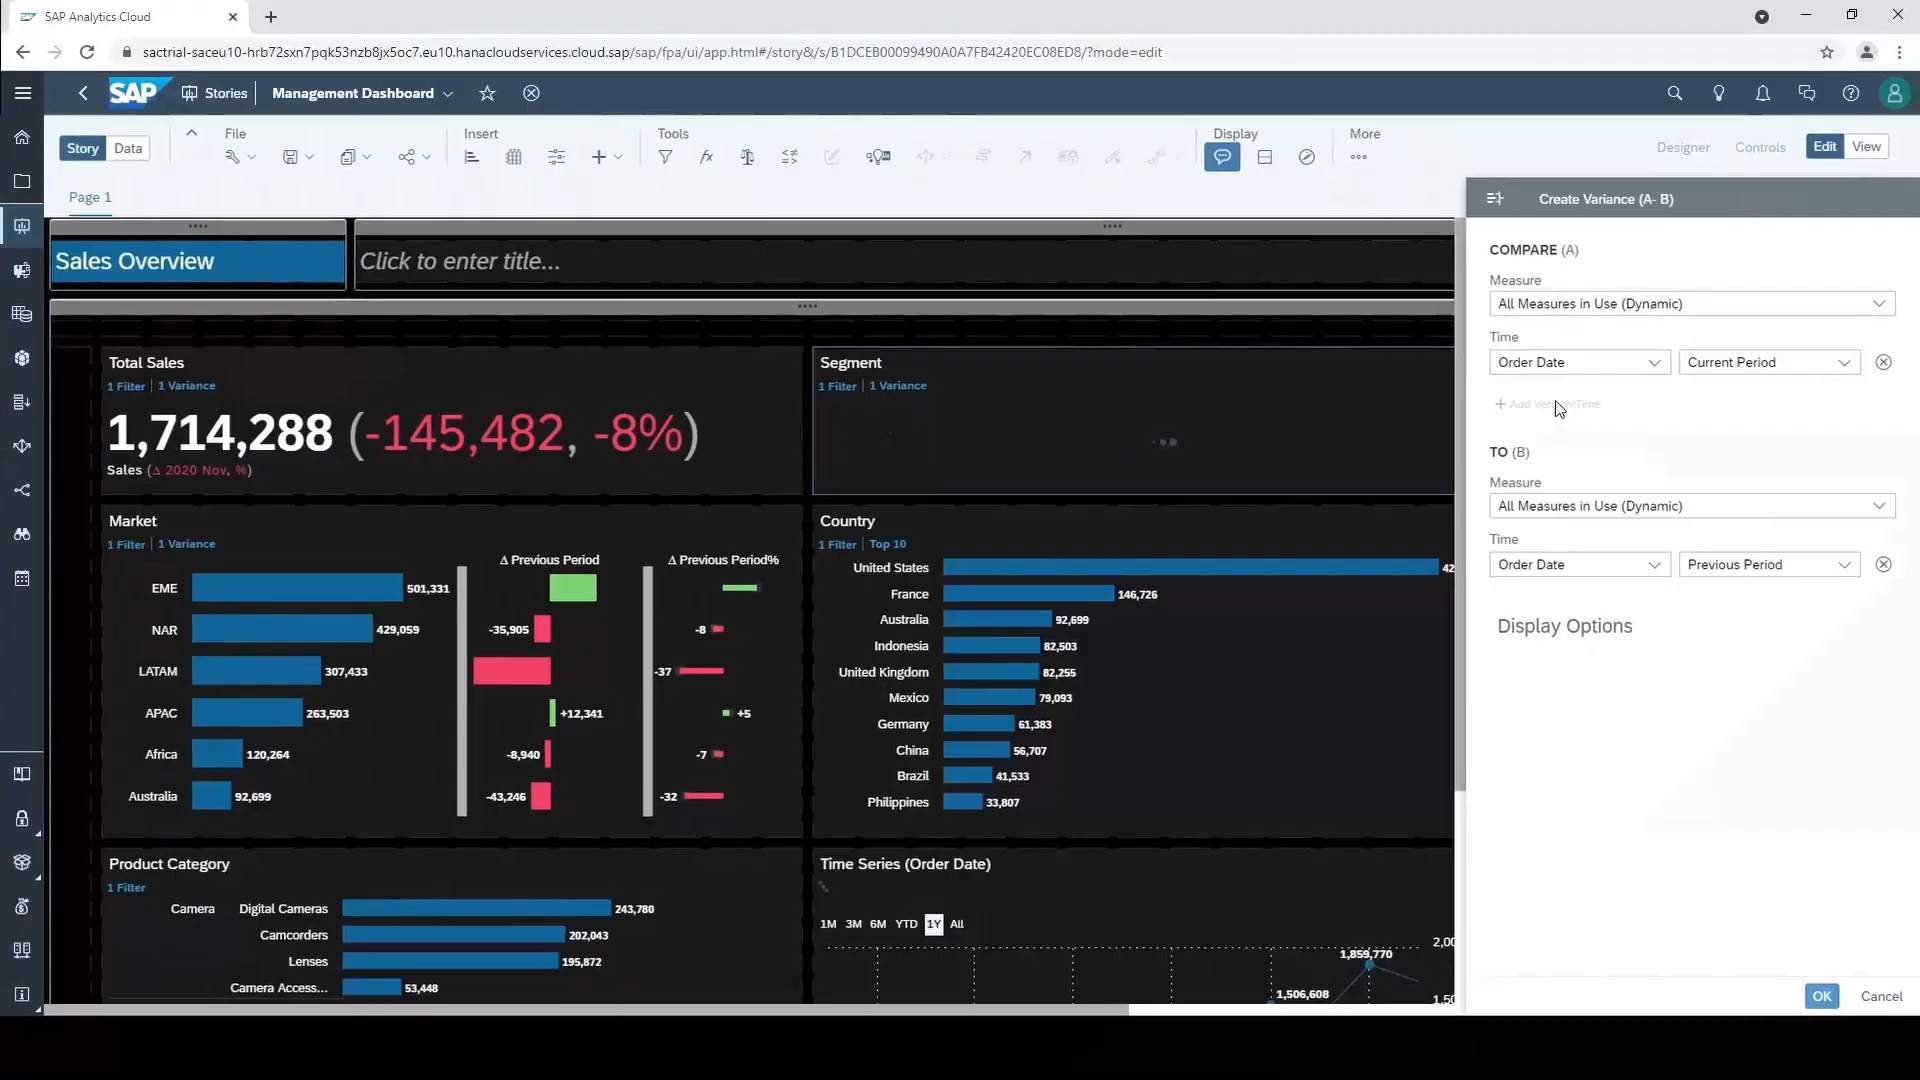 SAP Analytics Cloud
sactrial-saceu10-hrb72sxn7pqk53nzb8jx5oc7.eu10.hanacloudservices.cloud.sap/sap/fpa/ui/app.html#/story&/s/B1DCEB00099490A0A7FB42420EC08ED8/?mode=edit
SAP Stories Management Dashboard
File Insert Tools Display More
Story Data
Designer Controls Edit View
Page 1
Create Variance (A- B)
Sales Overview
Click to enter title...
COMPARE (A)
Measure
All Measures in Use (Dynamic)
Time
Order Date Current Period
+ Add Version/Time
TO (B)
Measure
All Measures in Use (Dynamic)
Time
Order Date Previous Period
Display Options
OK Cancel
Total Sales
1 Filter | 1 Variance
1,714,288 (-145,482, -8%)
Sales (Δ 2020 Nov, %)
Segment
1 Filter | 1 Variance
Market
1 Filter | 1 Variance
Δ Previous Period Δ Previous Period%
EME 501,331
NAR 429,059 -35,905 -8
LATAM 307,433 -37
APAC 263,503 +12,341 +5
Africa 120,264 -8,940 -7
Australia 92,699 -43,246 -32
Country
1 Filter | Top 10
United States 42
France 146,726
Australia 92,699
Indonesia 82,503
United Kingdom 82,255
Mexico 79,093
Germany 61,383
China 56,707
Brazil 41,533
Philippines 33,807
Product Category
1 Filter
Camera Digital Cameras 243,780
Camcorders 202,043
Lenses 195,872
Camera Access... 53,448
Time Series (Order Date)
1M 3M 6M YTD 1Y All
2,00
1,859,770
1,506,608
1,50